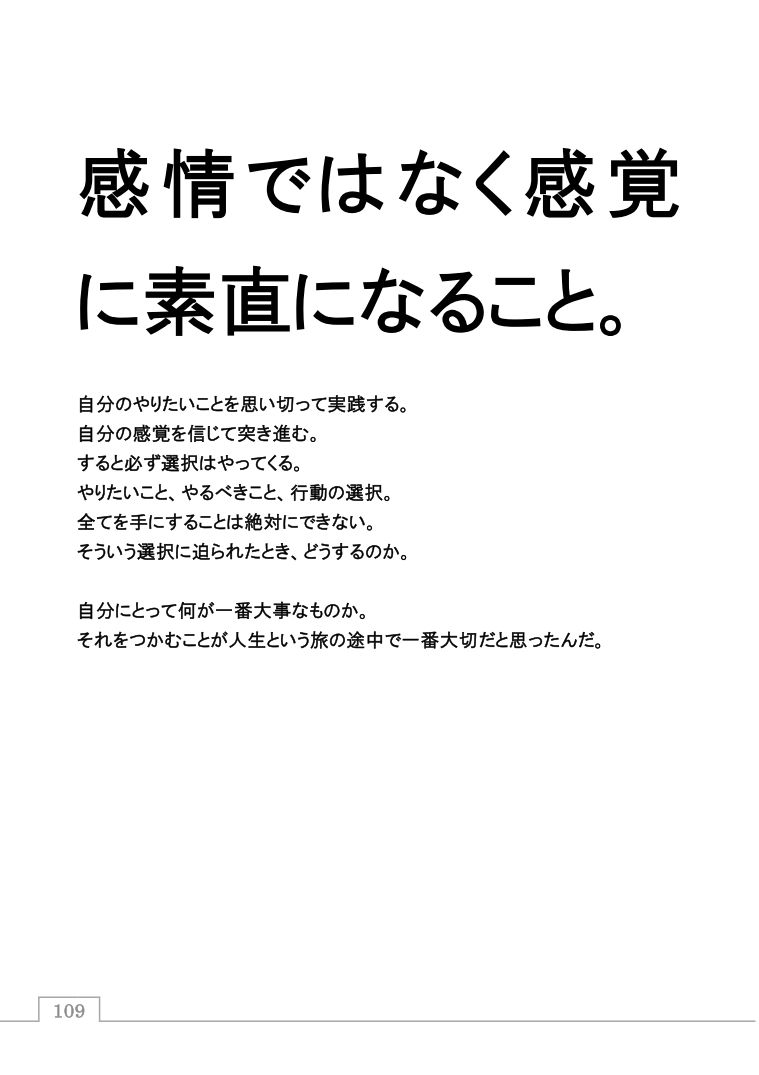 感情ではなく感覚
に素直になること。
自分のやりたいことを思い切って実践する。
自分の感覚を信じて突き進む。
すると必ず選択はやってくる。
やりたいこと、やるべきこと、行動の選択。
全てを手にすることは絶対にできない。
そういう選択に迫られたとき、どうするのか。
自分にとって何が一番大事なものか。
それをつかむことが人生という旅の途中で一番大切だと思ったんだ。
109